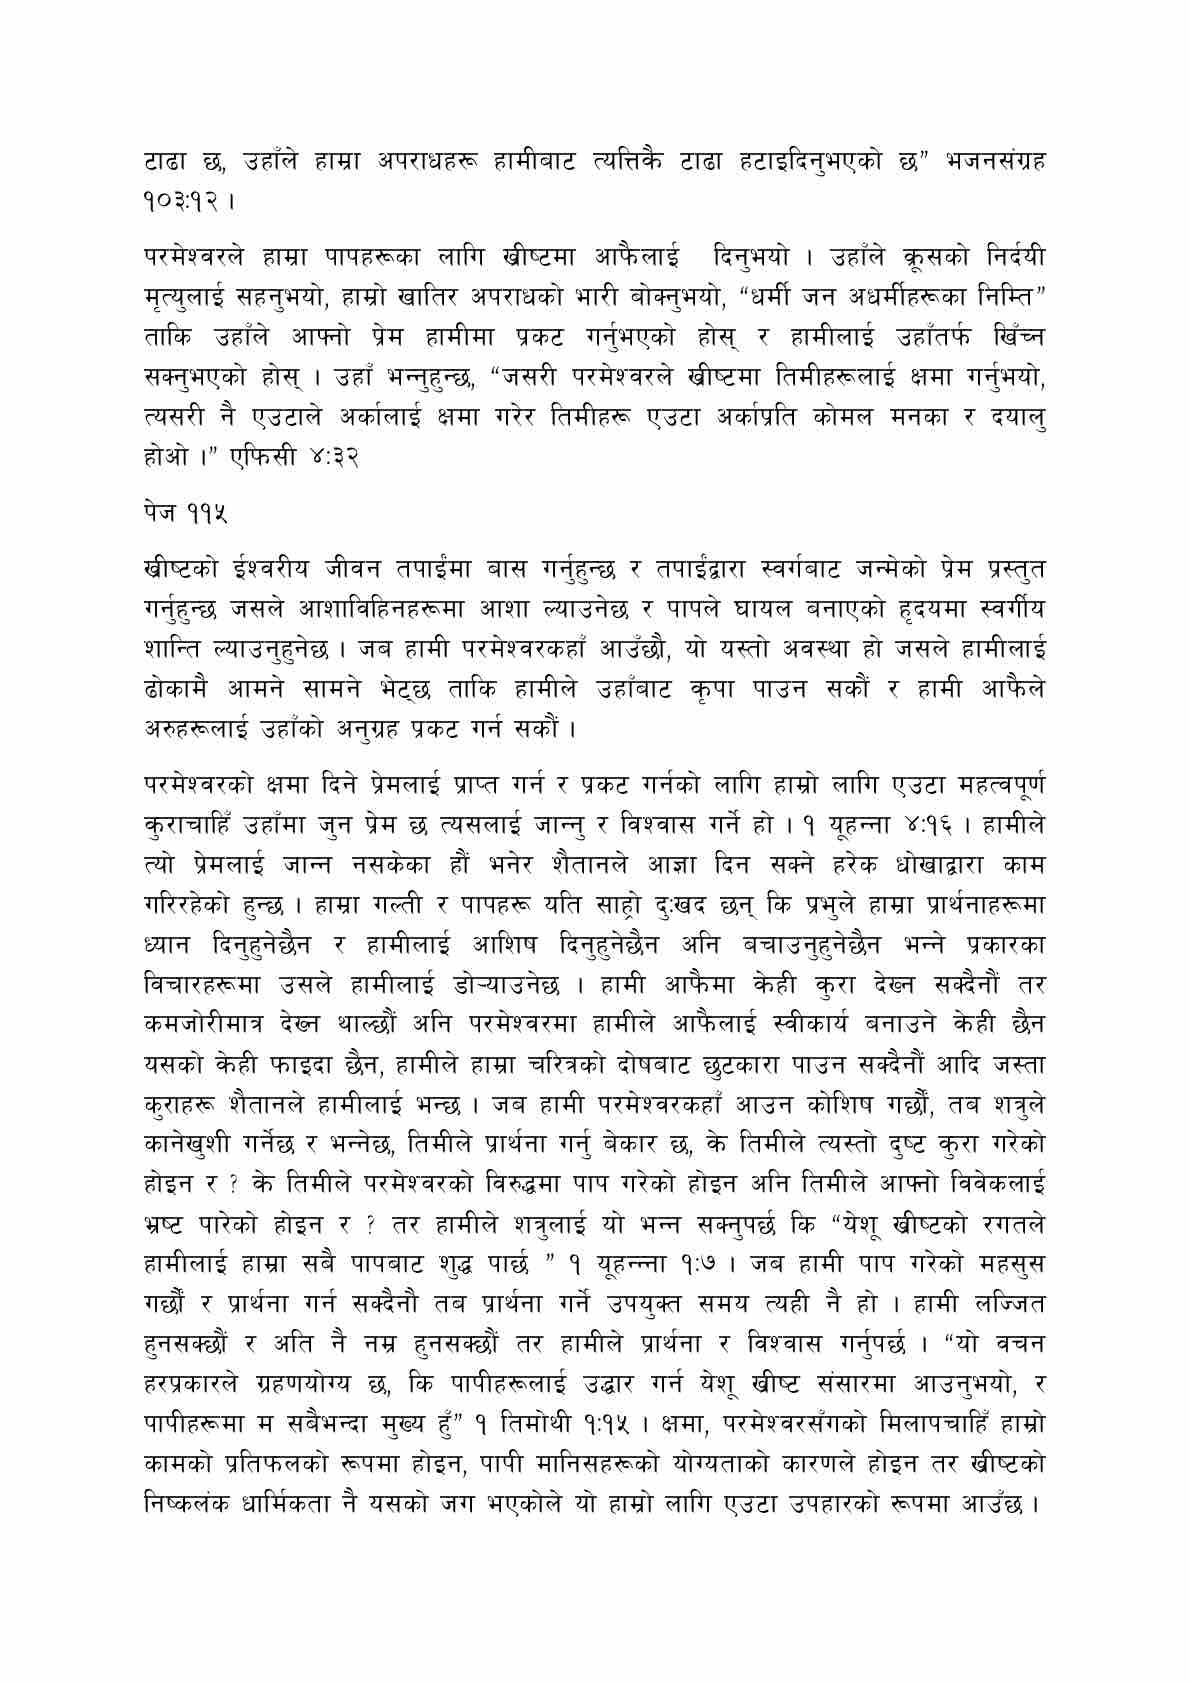 टाढा छ, उहाँले हाम्रा अपराधहरू हामीबाट त्यत्तिकै टाढा हटाइदिनुभएको छ” भजनसंग्रह
१०३:१२ ।
परमेश्वरले हाम्रा पापहरूका लागि ख्रीष्टमा आफैलाई दिनुभयो । उहाँले क्रूसको निर्दयी
मृत्युलाई सहनुभयो, हाम्रो खातिर अपराधको भारी बोक्नुभयो, “धर्मी जन अधर्मीहरूका निम्ति”
ताकि उहाँले आफ्नो प्रेम हामीमा प्रकट गर्नुभएको होस् र हामीलाई उहाँतर्फ खिँच्न
सक्नुभएको होस् । उहाँ भन्नुहुन्छ, “जसरी परमेश्वरले ख्रीष्टमा तिमीहरूलाई क्षमा गर्नुभयो,
त्यसरी नै एउटाले अर्कालाई क्षमा गरेर तिमीहरू एउटा अर्काप्रति कोमल मनका र दयालु
होओ ।” एफिसी ४:३२
पेज ११५
ख्रीष्टको ईश्वरीय जीवन तपाईंमा बास गर्नुहुन्छ र तपाईंद्वारा स्वर्गबाट जन्मेको प्रेम प्रस्तुत
गर्नुहुन्छ जसले आशाविहिनहरूमा आशा ल्याउनेछ र पापले घायल बनाएको हृदयमा स्वर्गीय
शान्ति ल्याउनुहुनेछ । जब हामी परमेश्वरकहाँ आउँछौ, यो यस्तो अवस्था हो जसले हामीलाई
ढोकामै आमने सामने भेट्छ ताकि हामीले उहाँबाट कृपा पाउन सकौं र हामी आफैले
अरुहरूलाई उहाँको अनुग्रह प्रकट गर्न सकौं ।
परमेश्वरको क्षमा दिने प्रेमलाई प्राप्त गर्न र प्रकट गर्नको लागि हाम्रो लागि एउटा महत्वपूर्ण
कुराचाहिँ उहाँमा जुन प्रेम छ त्यसलाई जान्नु र विश्वास गर्ने हो । १ यूहन्ना ४:१६ । हामीले
त्यो प्रेमलाई जान्न नसकेका हौं भनेर शैतानले आज्ञा दिन सक्ने हरेक धोखाद्वारा काम
गरिरहेको हुन्छ । हाम्रा गल्ती र पापहरू यति साह्रो दुःखद छन् कि प्रभुले हाम्रा प्रार्थनाहरूमा
ध्यान दिनुहुनेछैन र हामीलाई आशिष दिनुहुनेछैन अनि बचाउनुहुनेछैन भन्ने प्रकारका
विचारहरूमा उसले हामीलाई डोऱ्याउनेछ । हामी आफैमा केही कुरा देख्न सक्दैनौं तर
कमजोरीमात्र देख्न थाल्छौं अनि परमेश्वरमा हामीले आफैलाई स्वीकार्य बनाउने केही छैन
यसको केही फाइदा छैन, हामीले हाम्रा चरित्रको दोषबाट छुटकारा पाउन सक्दैनौं आदि जस्ता
कुराहरू शैतानले हामीलाई भन्छ । जब हामी परमेश्वरकहाँ आउन कोशिष गर्छौं, तब शत्रुले
कानेखुशी गर्नेछ र भन्नेछ, तिमीले प्रार्थना गर्नु बेकार छ, के तिमीले त्यस्तो दुष्ट कुरा गरेको
होइन र ? के तिमीले परमेश्वरको विरुद्धमा पाप गरेको होइन अनि तिमीले आफ्नो विवेकलाई
भ्रष्ट पारेको होइन र ? तर हामीले शत्रुलाई यो भन्न सक्नुपर्छ कि “येशू ख्रीष्टको रगतले
हामीलाई हाम्रा सबै पापबाट शुद्ध पार्छ ” १ यूहन्न्ना १:७ । जब हामी पाप गरेको महसुस
गर्छौं र प्रार्थना गर्न सक्दैनौ तब प्रार्थना गर्ने उपयुक्त समय त्यही नै हो । हामी लज्जित
हुनसक्छौं र अति नै नम्र हुनसक्छौं तर हामीले प्रार्थना र विश्वास गर्नुपर्छ । “यो वचन
हरप्रकारले ग्रहणयोग्य छ, कि पापीहरूलाई उद्धार गर्न येशू ख्रीष्ट संसारमा आउनुभयो, र
पापीहरूमा म सबैभन्दा मुख्य हुँ” १ तिमोथी १:१५ । क्षमा, परमेश्वरसँगको मिलापचाहिँ हाम्रो
कामको प्रतिफलको रूपमा होइन, पापी मानिसहरूको योग्यताको कारणले होइन तर ख्रीष्टको
निष्कलंक धार्मिकता नै यसको जग भएकोले यो हाम्रो लागि एउटा उपहारको रूपमा आउँछ ।